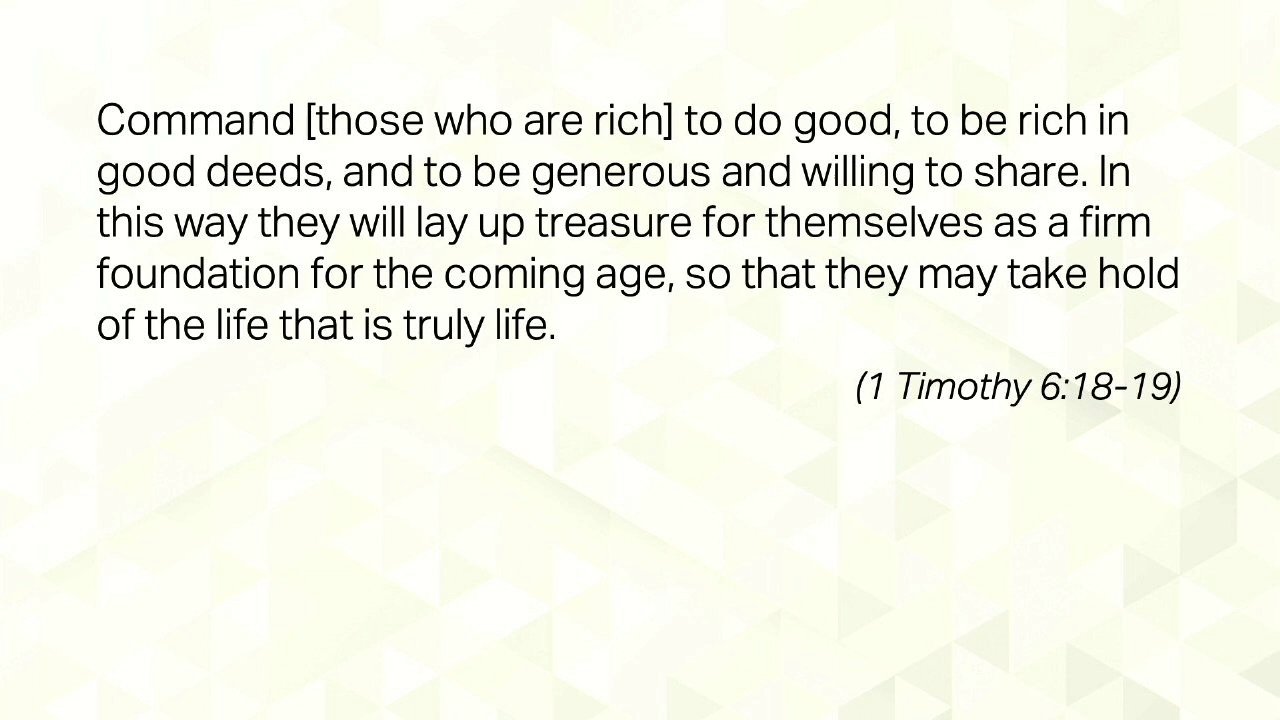 Command [those who are rich] to do good, to be rich in
good deeds, and to be generous and willing to share. In
this way they will lay up treasure for themselves as a firm
foundation for the coming age, so that they may take hold
of the life that is truly life.
(1 Timothy 6:18-19)